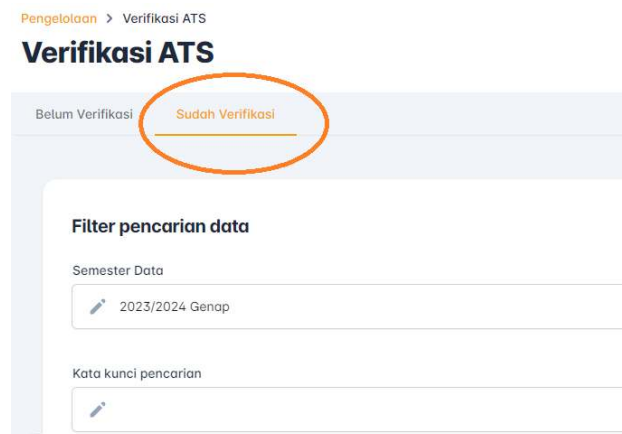 Pengelolaan > Verifikasi ATS
Verifikasi ATS
Belum Verifikasi Sudah Verifikasi
Filter pencarian data
Semester Data
2023/2024 Genap
Kata kunci pencarian